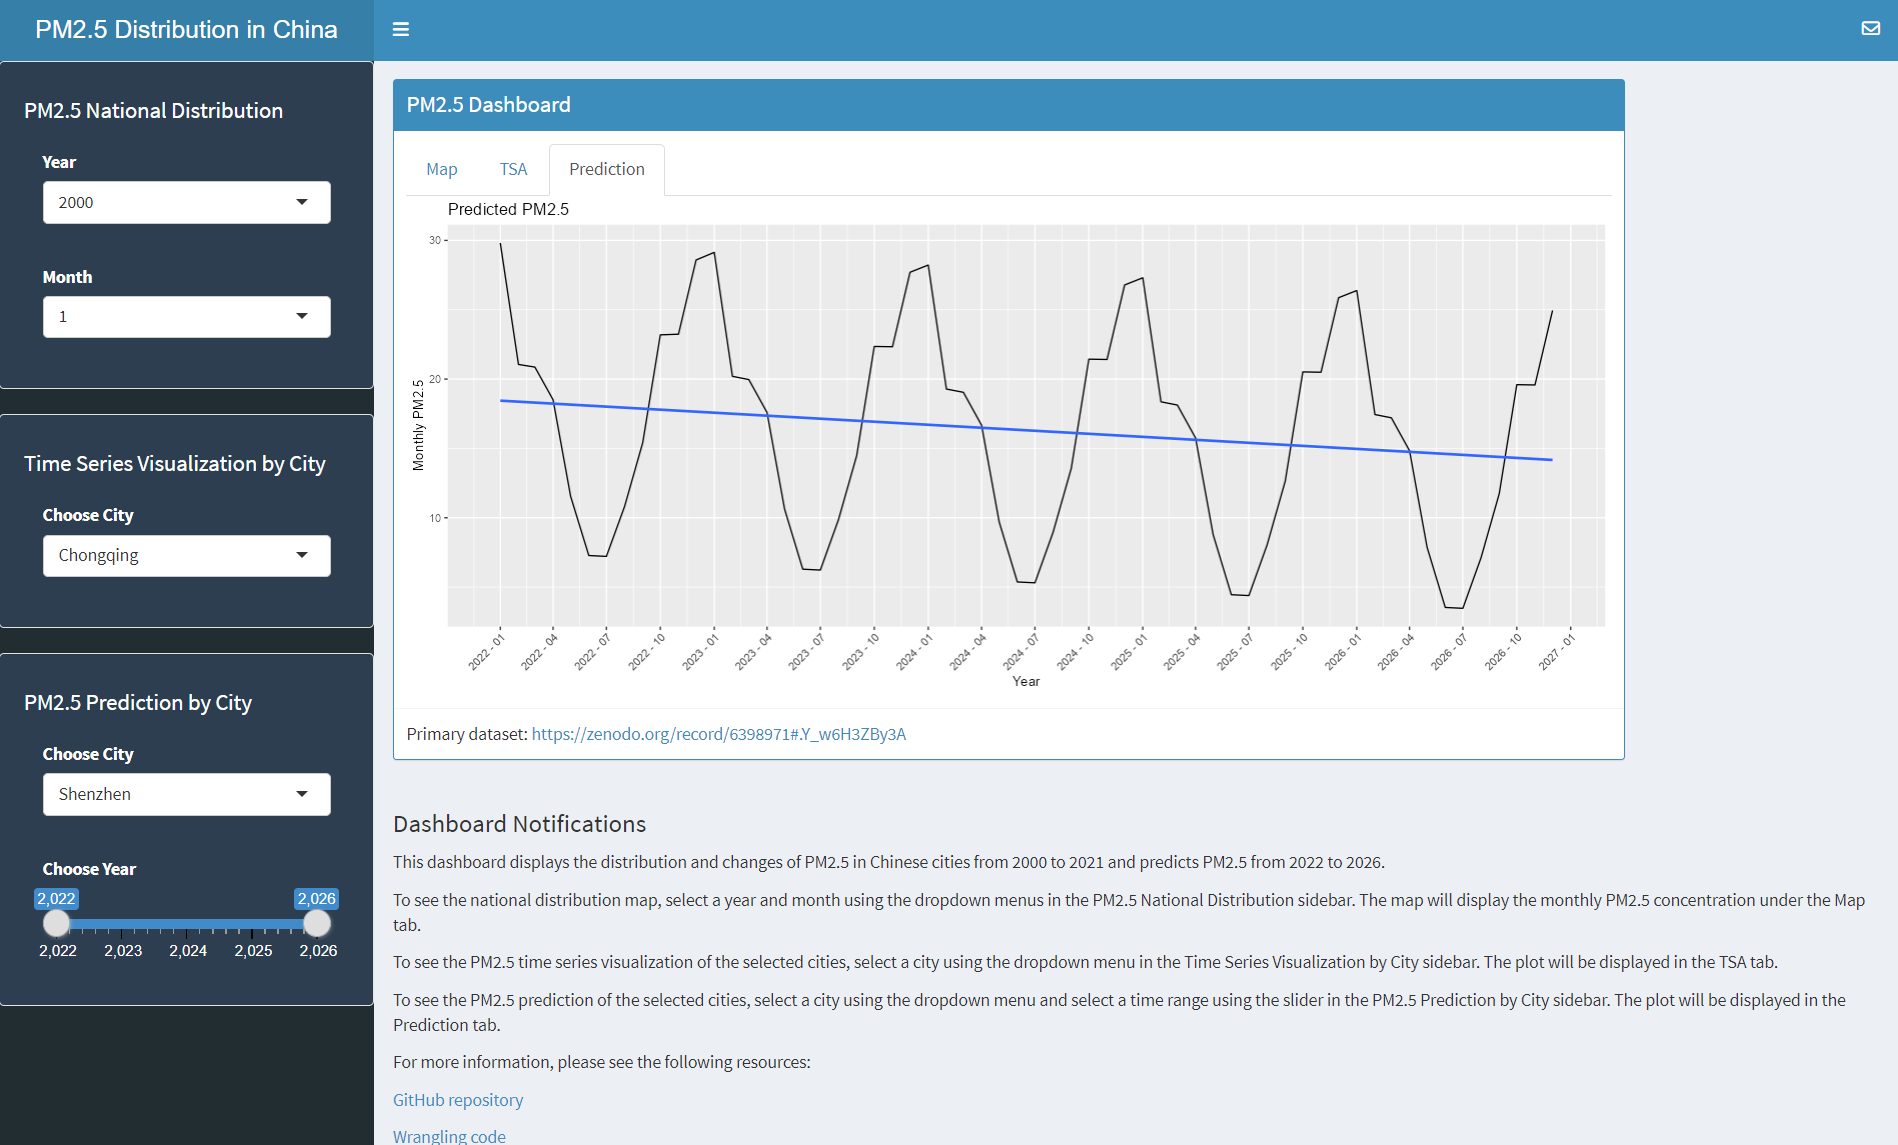 PM2.5 Distribution in China
PM2.5 National Distribution
Year
2000
Month
1
Time Series Visualization by City
Choose City
Chongqing
PM2.5 Prediction by City
Choose City
Shenzhen
Choose Year
2,022 2,026
2,022 2,023 2,024 2,025 2,026
PM2.5 Dashboard
Map TSA Prediction
Predicted PM2.5
30
20
10
Monthly PM2.5
2022 - 01 2022 - 04 2022 - 07 2022 - 10 2023 - 01 2023 - 04 2023 - 07 2023 - 10 2024 - 01 2024 - 04 2024 - 07 2024 - 10 2025 - 01 2025 - 04 2025 - 07 2025 - 10 2026 - 01 2026 - 04 2026 - 07 2026 - 10 2027 - 01
Year
Primary dataset: https://zenodo.org/record/6398971#.Y_w6H3ZBy3A
Dashboard Notifications
This dashboard displays the distribution and changes of PM2.5 in Chinese cities from 2000 to 2021 and predicts PM2.5 from 2022 to 2026.
To see the national distribution map, select a year and month using the dropdown menus in the PM2.5 National Distribution sidebar. The map will display the monthly PM2.5 concentration under the Map
tab.
To see the PM2.5 time series visualization of the selected cities, select a city using the dropdown menu in the Time Series Visualization by City sidebar. The plot will be displayed in the TSA tab.
To see the PM2.5 prediction of the selected cities, select a city using the dropdown menu and select a time range using the slider in the PM2.5 Prediction by City sidebar. The plot will be displayed in the
Prediction tab.
For more information, please see the following resources:
GitHub repository
Wrangling code